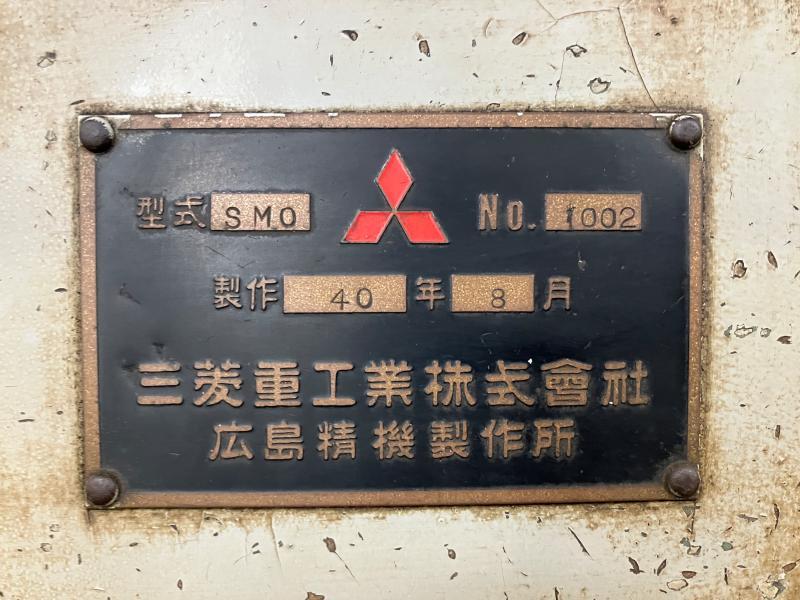 型式 SMO No. 1002
製作 40 年 8 月
三菱重工業株式會社
広島精機製作所